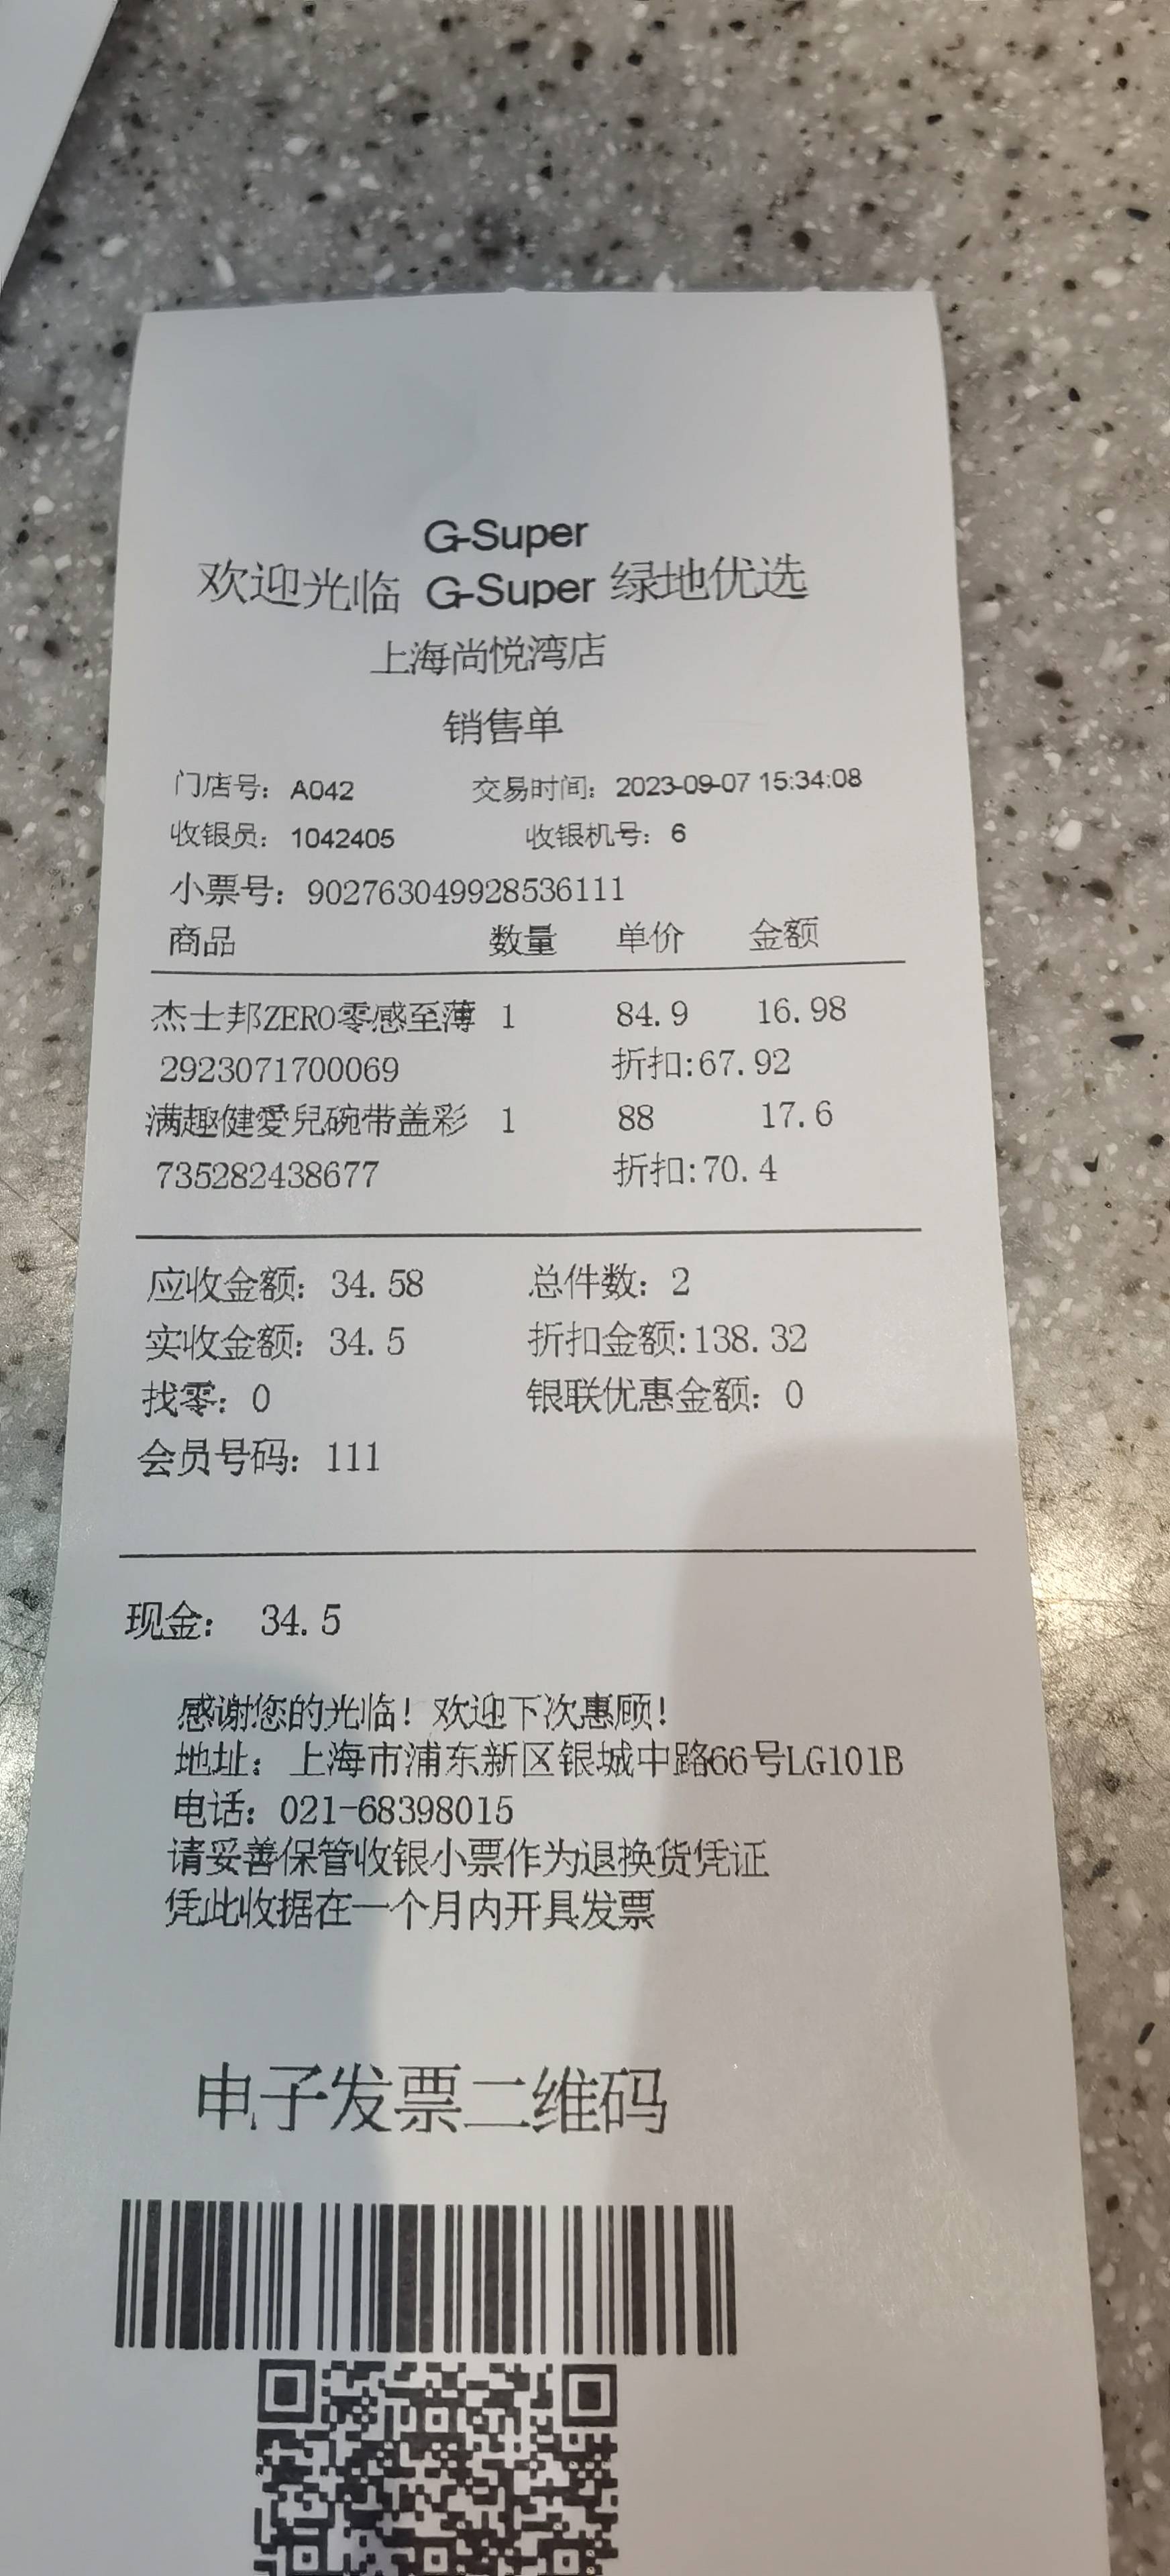 G-Super
欢迎光临 G-Super 绿地优选
上海尚悦湾店
销售单
门店号：A042 交易时间：2023-09-07 15:34:08
收银员：1042405 收银机号：6
小票号：902763049928536111
商品 数量 单价 金额
杰士邦ZERO零感至薄 1 84.9 16.98
2923071700069 折扣:67.92
满趣健愛兒碗带盖彩 1 88 17.6
735282438677 折扣:70.4
应收金额：34.58 总件数：2
实收金额：34.5 折扣金额:138.32
找零：0 银联优惠金额：0
会员号码：111
现金： 34.5
感谢您的光临！欢迎下次惠顾！
地址：上海市浦东新区银城中路66号LG101B
电话：021-68398015
请妥善保管收银小票作为退换货凭证
凭此收据在一个月内开具发票
电子发票二维码